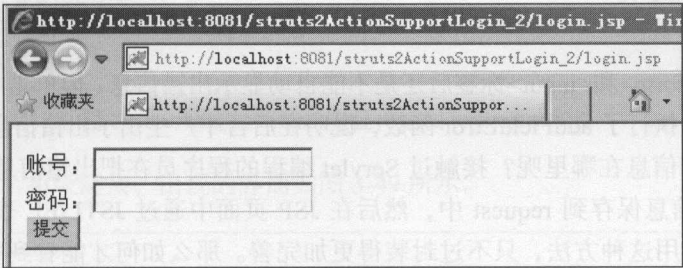 http://localhost:8081/struts2ActionSupportLogin_2/login.jsp - Win
http://localhost:8081/struts2ActionSupportLogin_2/login.jsp
收藏夹
http://localhost:8081/struts2ActionSuppor...
账号:
密码:
提交